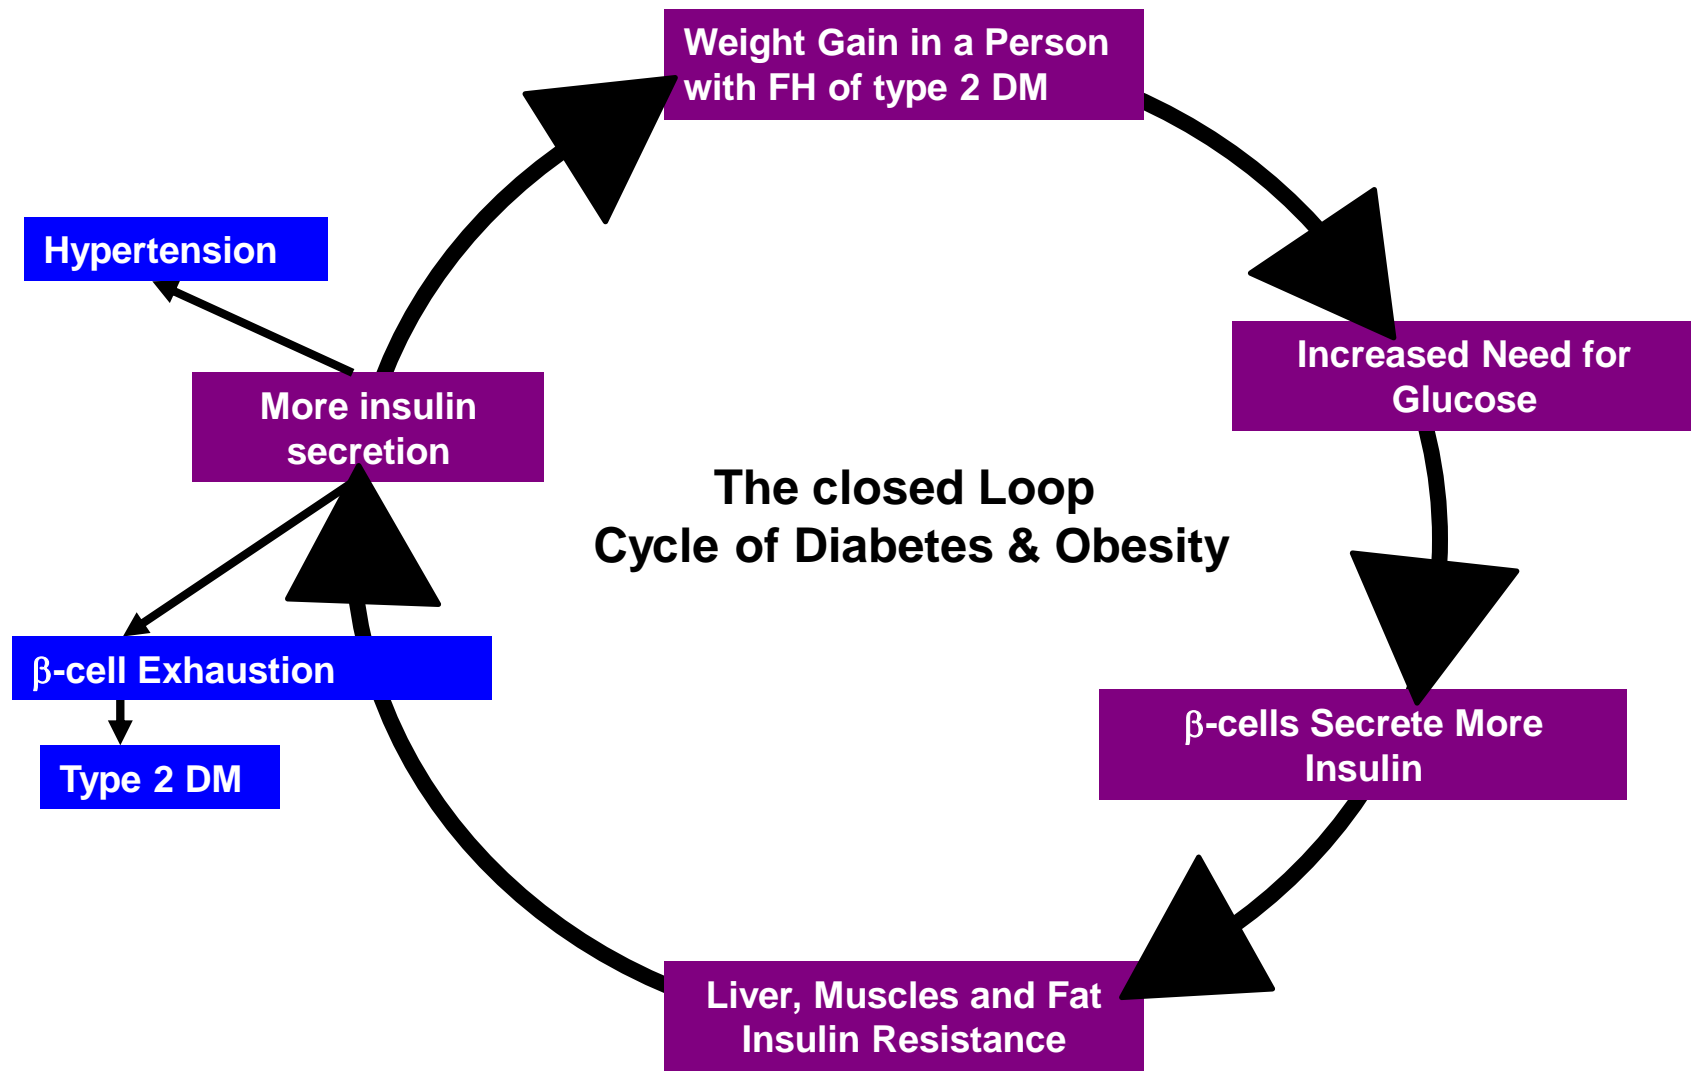 Weight Gain in a Person
with FH of type 2 DM
Hypertension
Increased Need for
Glucose
More insulin
secretion
The closed Loop
Cycle of Diabetes & Obesity
β-cell Exhaustion
β-cells Secrete More
Insulin
Type 2 DM
Liver, Muscles and Fat
Insulin Resistance